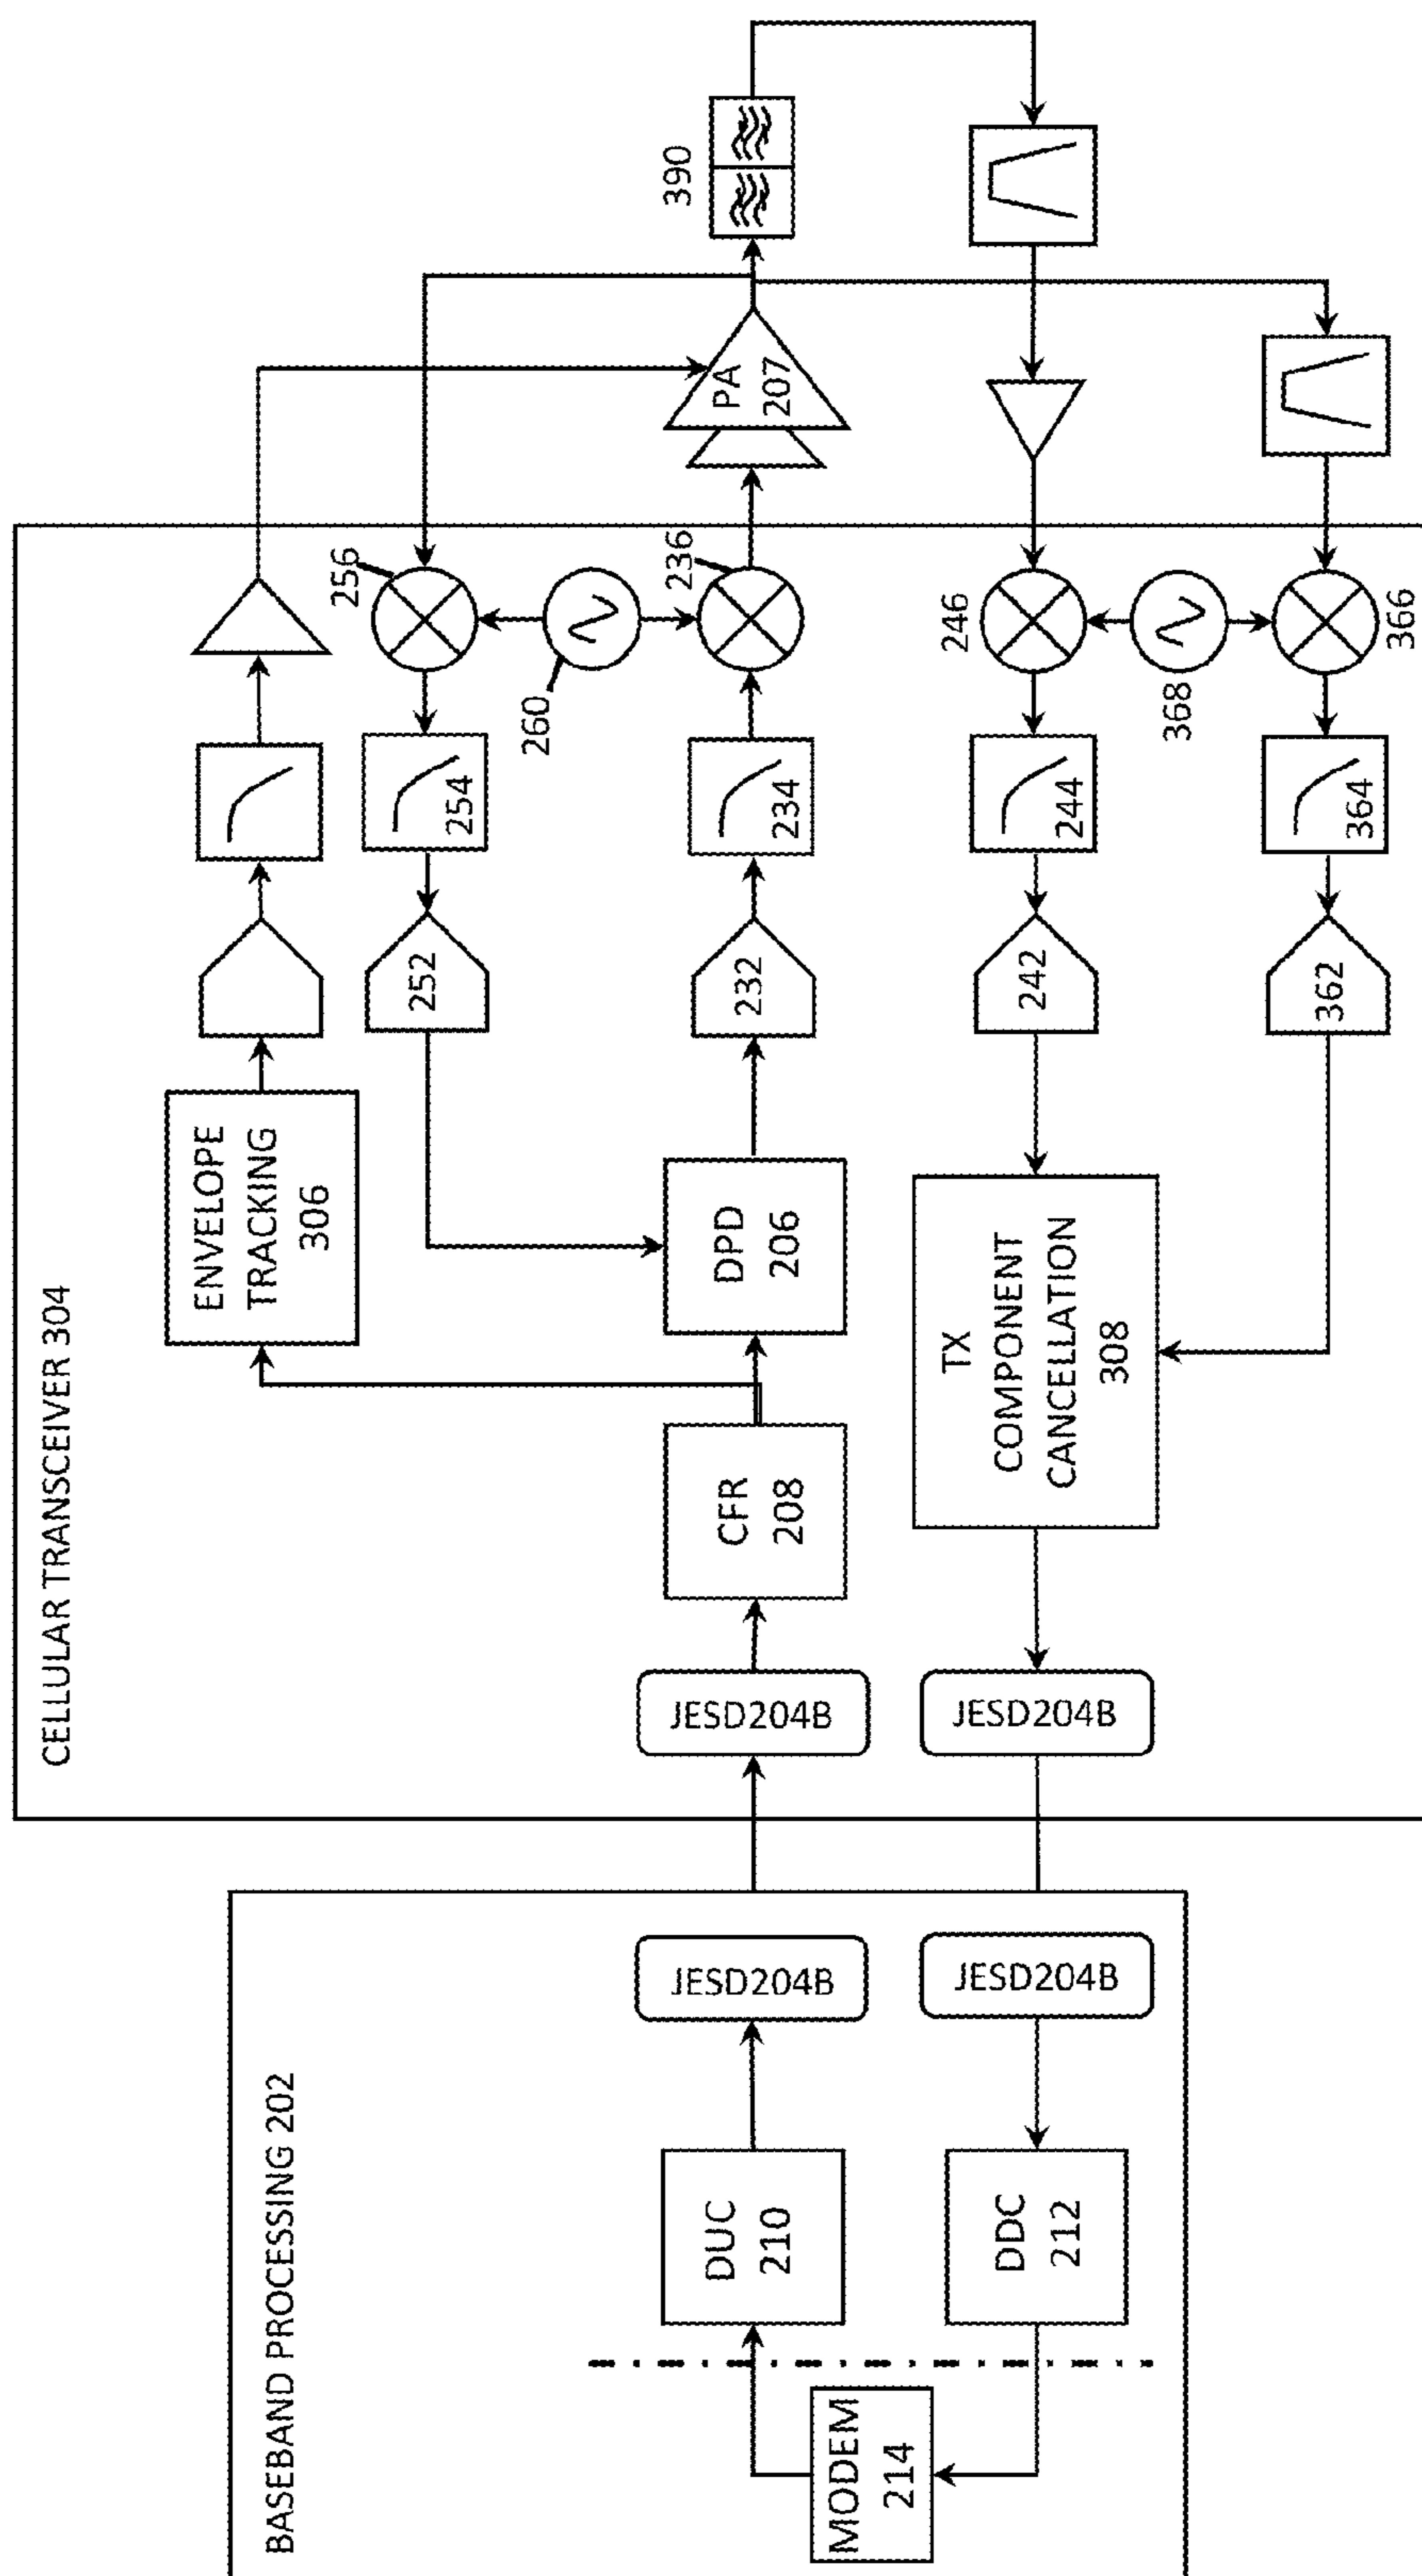 CELLULAR TRANSCEIVER 304
BASEBAND PROCESSING 202
ENVELOPE
TRACKING
306
256
254
252
260
DUC
210
JESD204B
JESD204B
CFR
208
DPD
206
232
234
236
PA
207
390
MODEM
214
DDC
212
JESD204B
JESD204B
TX
COMPONENT
CANCELLATION
308
242
244
246
368
362
364
366